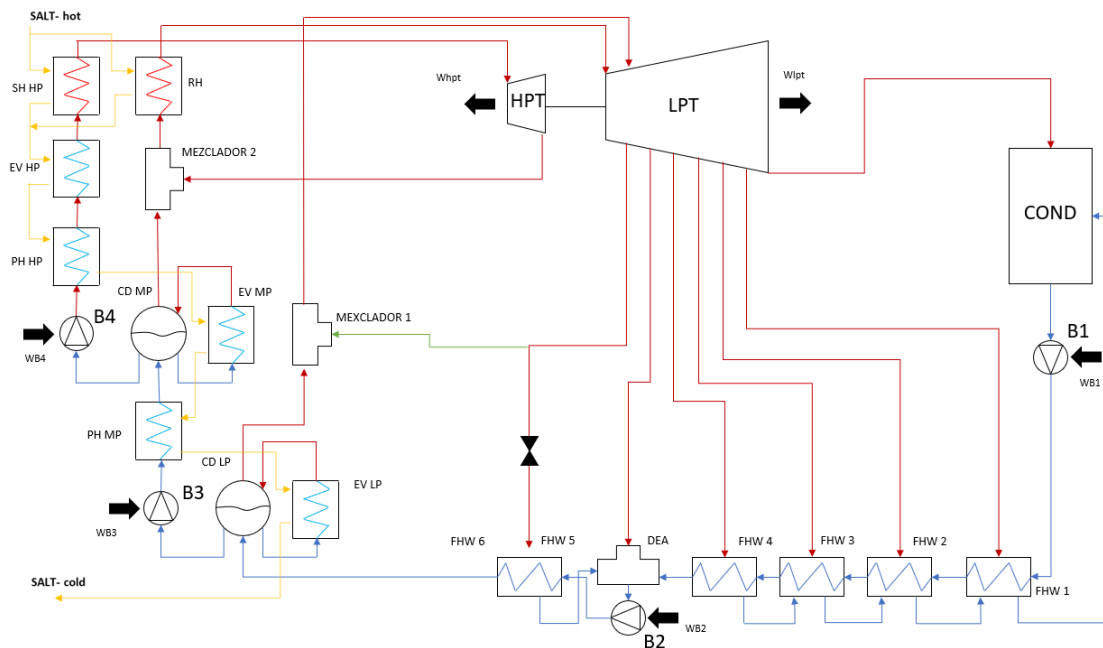 SALT- hot
SH HP
RH
Whpt
HPT
LPT
Wlpt
MEZCLADOR 2
EV HP
COND
PH HP
CD MP
EV MP
B4
WB4
MEXCLADOR 1
B1
WB1
PH MP
CD LP
EV LP
B3
WB3
FHW 6
FHW 5
DEA
FHW 4
FHW 3
FHW 2
FHW 1
SALT- cold
B2
WB2